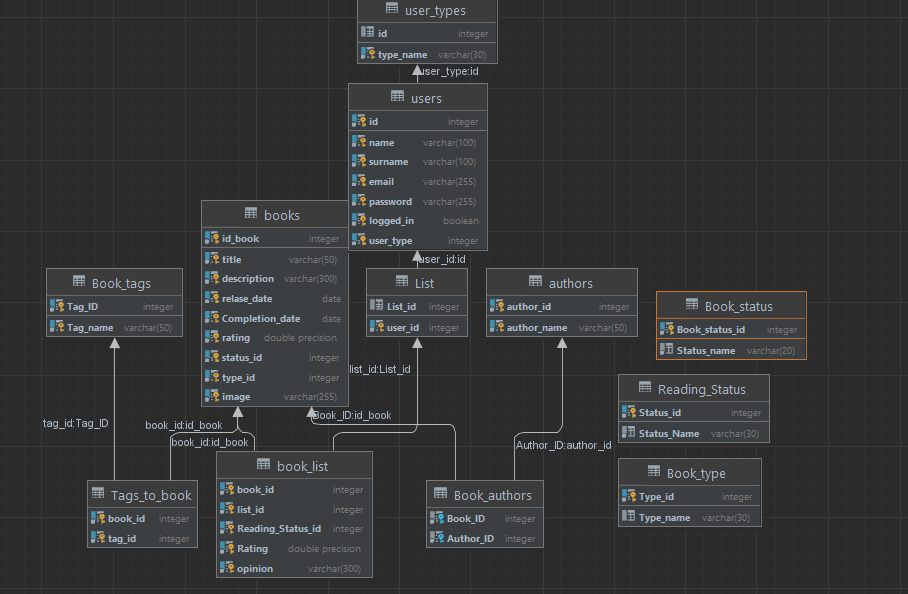 user_types
id integer
type_name varchar(30)
user_type:id
users
id integer
name varchar(100)
surname varchar(100)
email varchar(255)
password varchar(255)
logged_in boolean
user_type integer
user_id:id
books
id_book integer
title varchar(50)
description varchar(300)
relase_date date
Completion_date date
rating double precision
status_id integer
type_id integer
image varchar(255)
Book_tags
Tag_ID integer
Tag_name varchar(50)
List
List_id integer
user_id integer
authors
author_id integer
author_name varchar(50)
Book_status
Book_status_id integer
Status_name varchar(20)
Reading_Status
Status_id integer
Status_Name varchar(30)
Book_type
Type_id integer
Type_name varchar(30)
list_id:List_id
Book_ID:id_book
tag_id:Tag_ID
book_id:id_book
book_id:id_book
Author_ID:author_id
Tags_to_book
book_id integer
tag_id integer
book_list
book_id integer
list_id integer
Reading_Status_id integer
Rating double precision
opinion varchar(300)
Book_authors
Book_ID integer
Author_ID integer